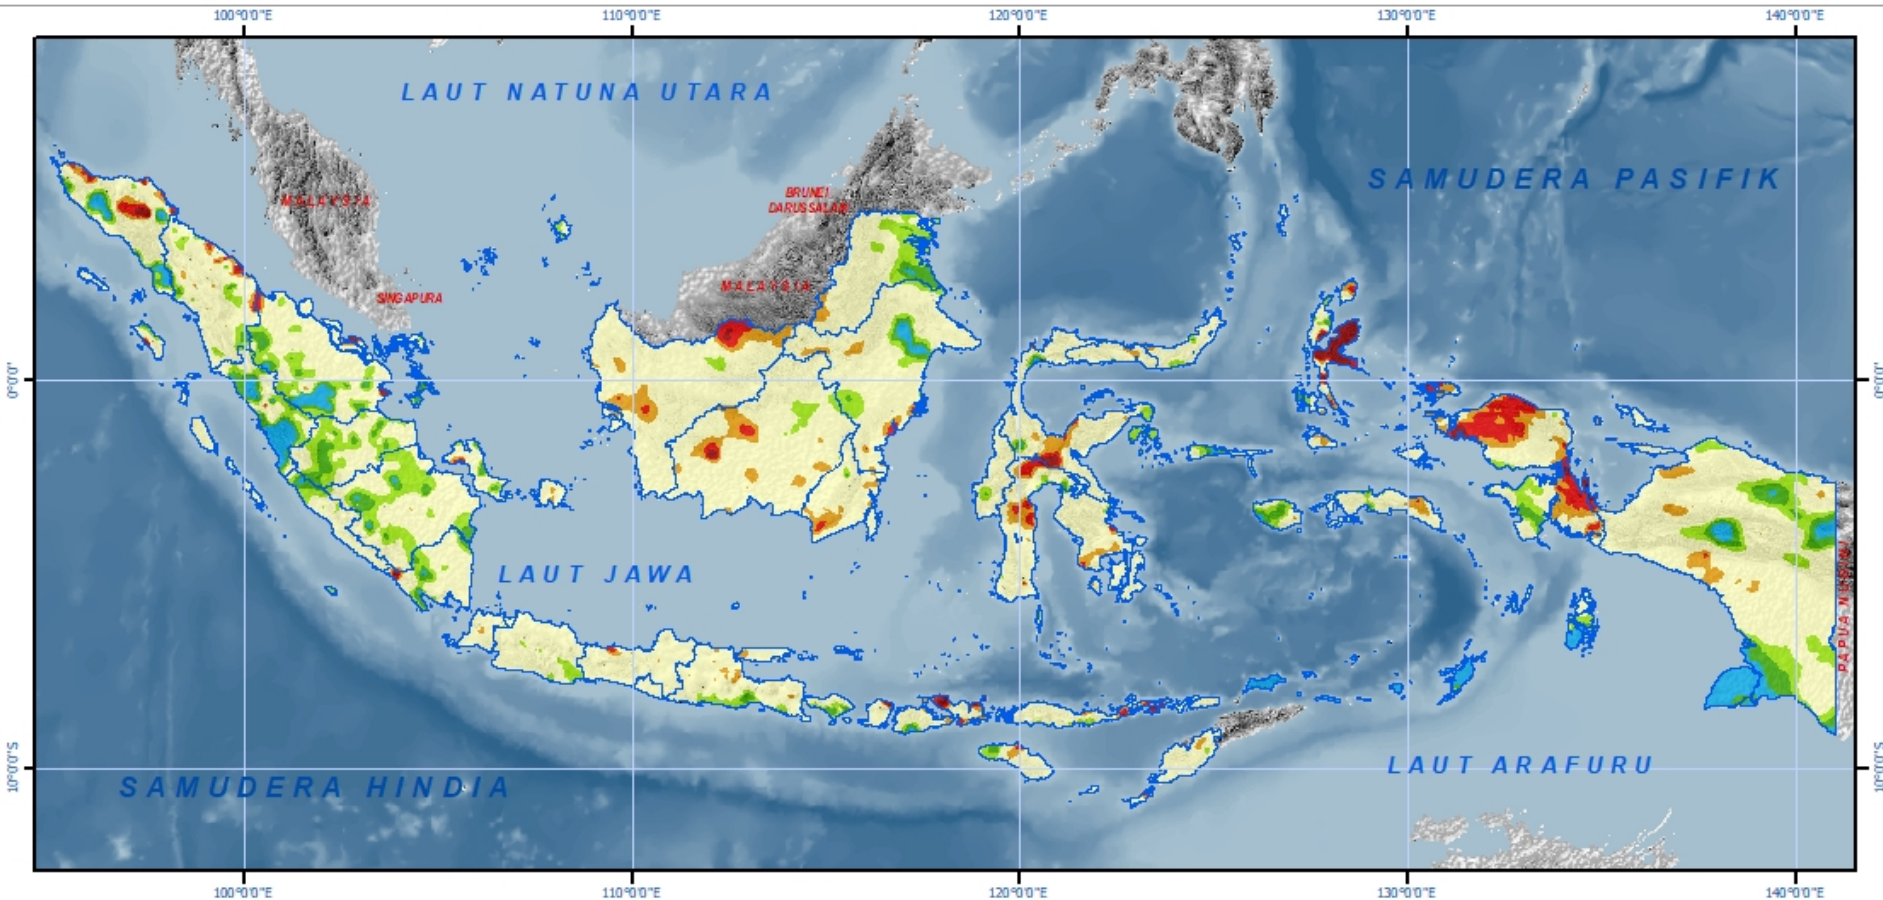 100°0'0"E 110°0'0"E 120°0'0"E 130°0'0"E 140°0'0"E
LAUT NATUNA UTARA
SAMUDERA PASIFIK
BRUNEI
DARUSSALAM
MALAYSIA
MALAYSIA
SINGAPURA
0°0'0" 0°0'0"
LAUT JAWA
PAPUA NUGINI
10°0'0"S 10°0'0"S
LAUT ARAFURU
SAMUDERA HINDIA
100°0'0"E 110°0'0"E 120°0'0"E 130°0'0"E 140°0'0"E